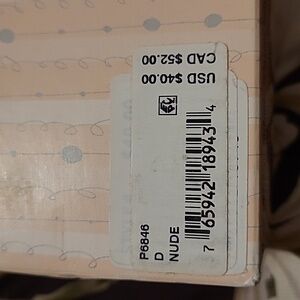 CAD $52.00
USD $40.00
P6846
D
NUDE
7 65942 18943 4